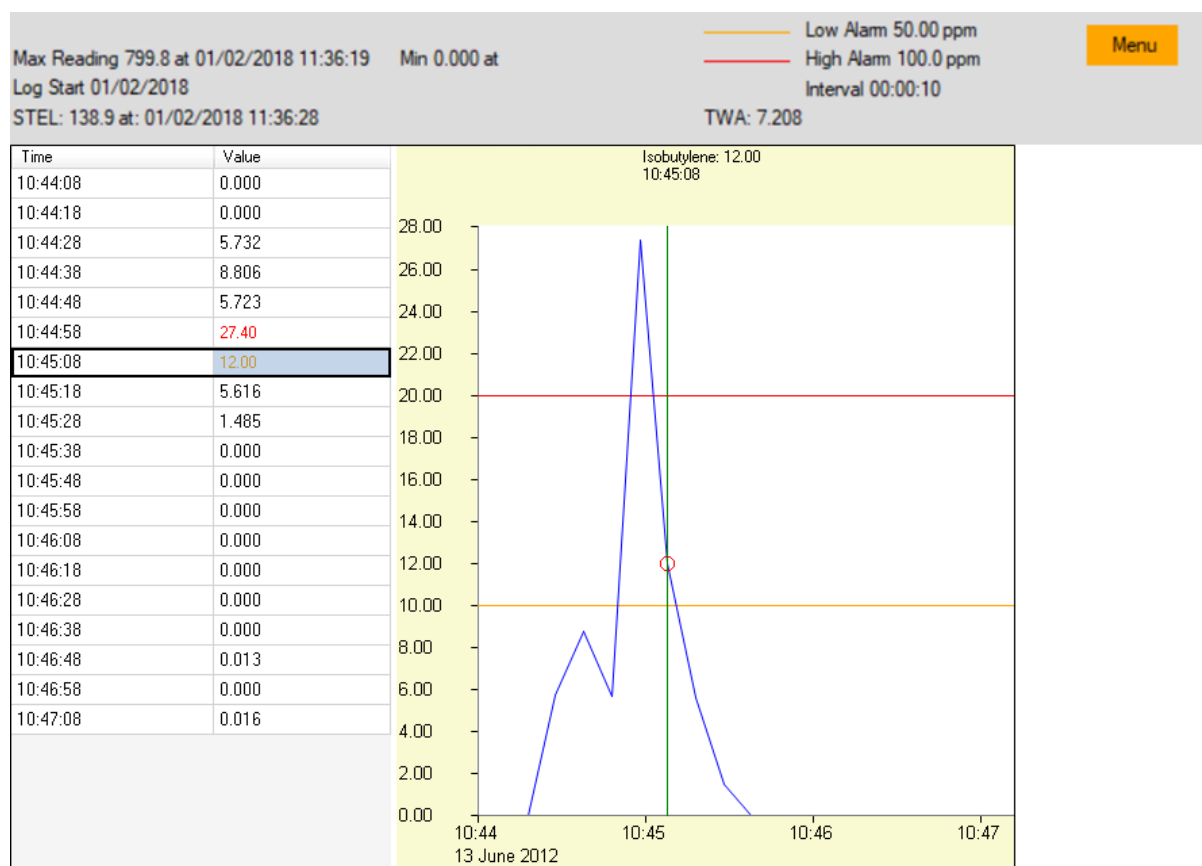 Max Reading 799.8 at 01/02/2018 11:36:19 Min 0.000 at
Log Start 01/02/2018
STEL: 138.9 at: 01/02/2018 11:36:28
Low Alarm 50.00 ppm
High Alarm 100.0 ppm
Interval 00:00:10
TWA: 7.208
Menu
Time Value
10:44:08 0.000
10:44:18 0.000
10:44:28 5.732
10:44:38 8.806
10:44:48 5.723
10:44:58 27.40
10:45:08 12.00
10:45:18 5.616
10:45:28 1.485
10:45:38 0.000
10:45:48 0.000
10:45:58 0.000
10:46:08 0.000
10:46:18 0.000
10:46:28 0.000
10:46:38 0.000
10:46:48 0.013
10:46:58 0.000
10:47:08 0.016
Isobutylene: 12.00
10:45:08
28.00
26.00
24.00
22.00
20.00
18.00
16.00
14.00
12.00
10.00
8.00
6.00
4.00
2.00
0.00
10:44 10:45 10:46 10:47
13 June 2012